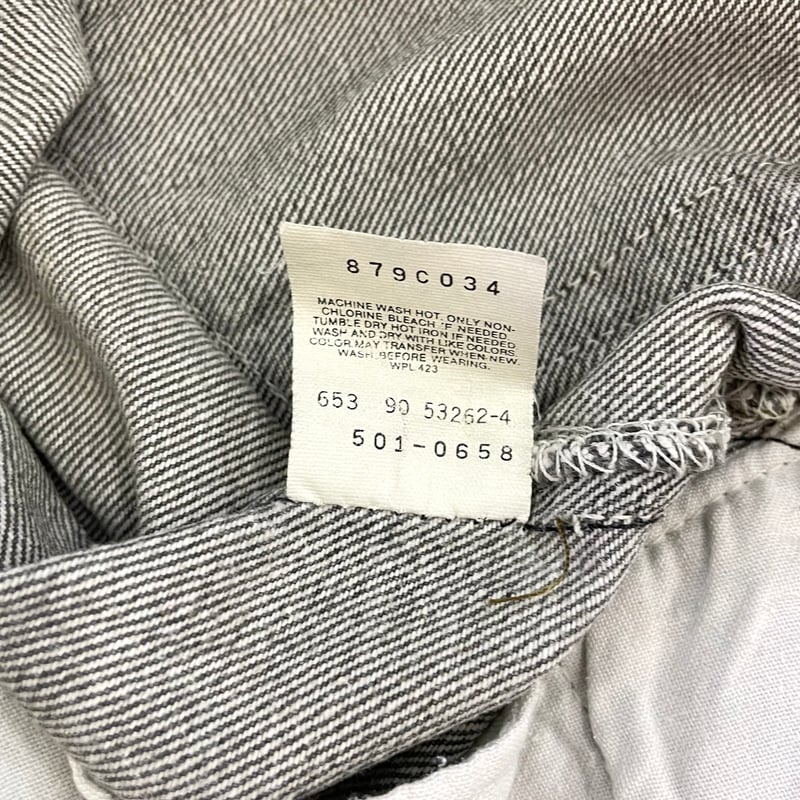 879C034
MACHINE WASH HOT. ONLY NON-
CHLORINE BLEACH IF NEEDED
TUMBLE DRY HOT IRON IF NEEDED
WASH AND DRY WITH LIKE COLORS.
COLOR MAY TRANSFER WHEN NEW.
WASH BEFORE WEARING.
WPL 423
653 90 53262-4
501-0658